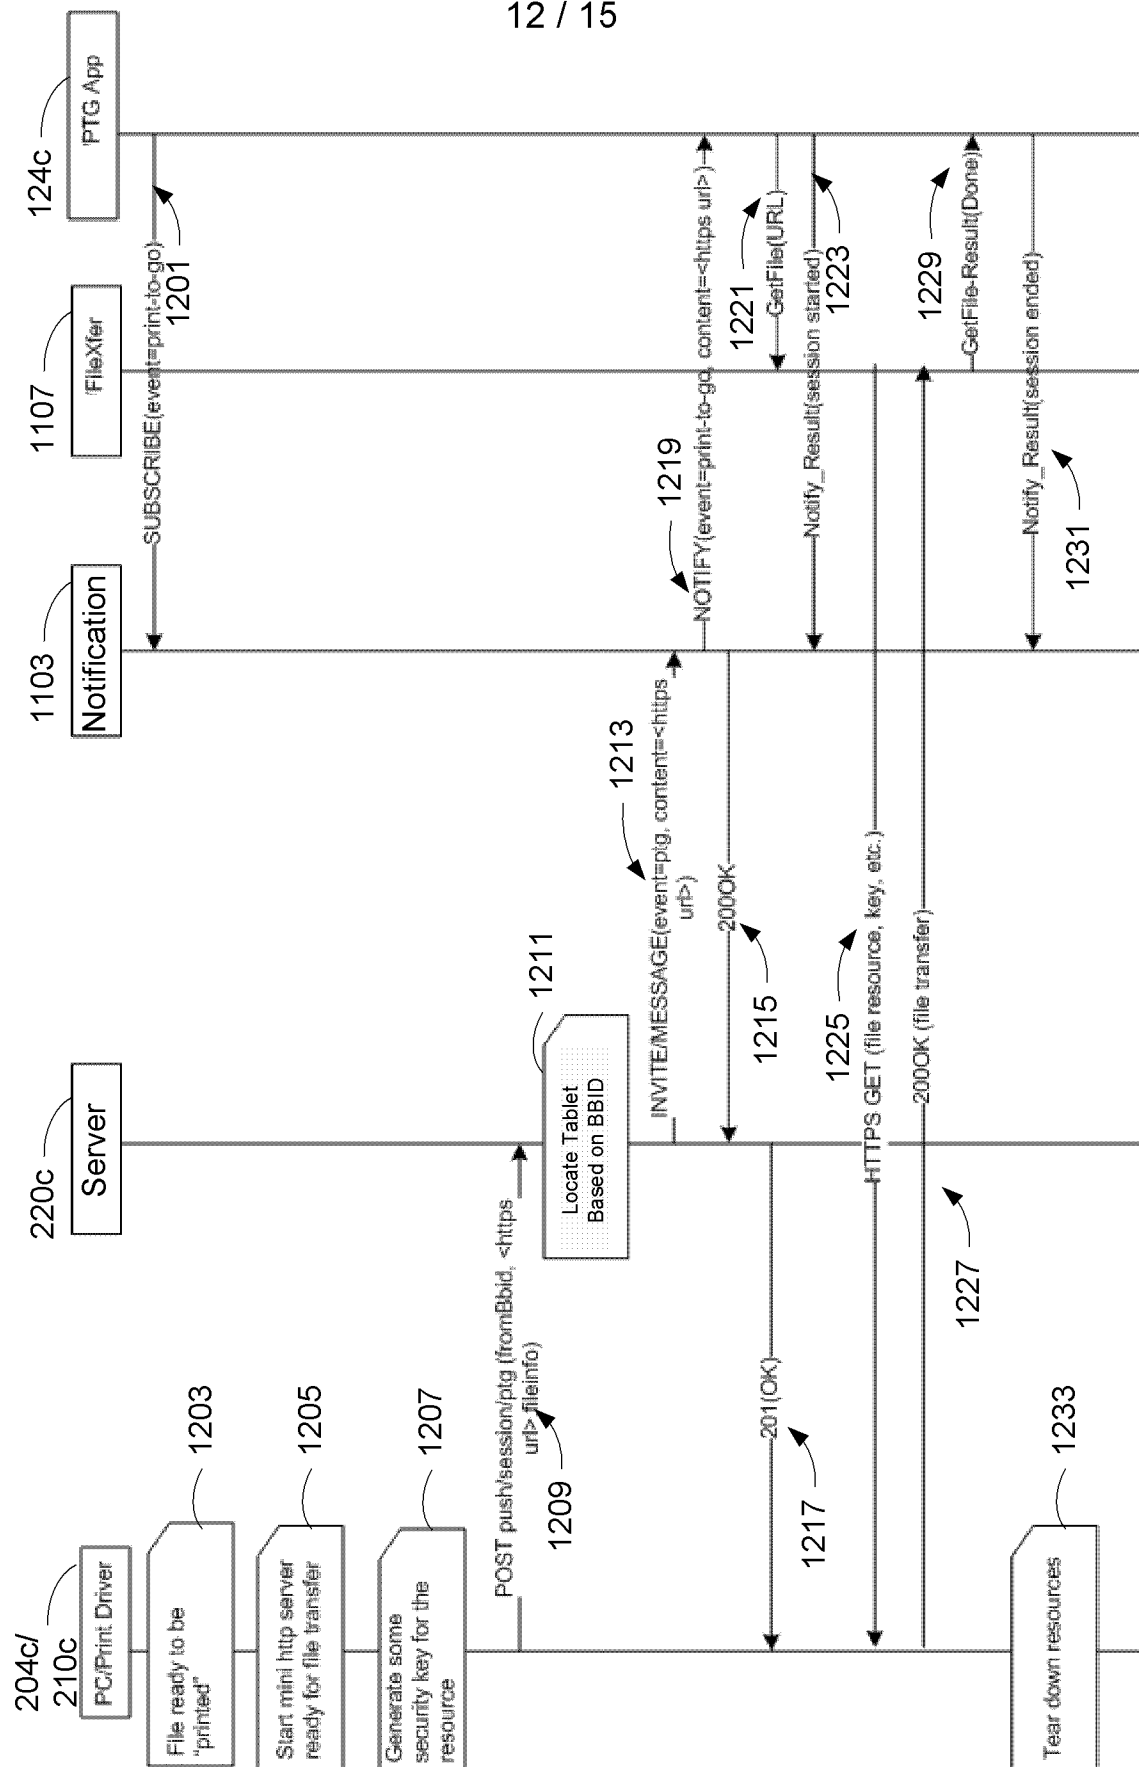 12 / 15
204c/
210c
PC/Print Driver
220c
Server
1103
Notification
1107
'FileXfer
124c
'PTG App
SUBSCRIBE(event=print-to-go)
1201
File ready to be
"printed"
1203
Start mini http server
ready for file transfer
1205
Generate some
security key for the
resource
1207
POST push/session/ptg (fromBbid, <https
url>,fileinfo)
1209
Locate Tablet
Based on BBID
1211
INVITE/MESSAGE(event=ptg, content=<https
url>)
1213
NOTIFY(event=print-to-go, content=<https url>)
1219
200OK
1215
201(OK)
1217
GetFile(URL)
1221
Notify_Result(session started)
1223
HTTPS GET (file resource, key, etc.)
1225
200OK (file transfer)
1227
GetFile-Result(Done)
1229
Notify_Result(session ended)
1231
Tear down resources
1233